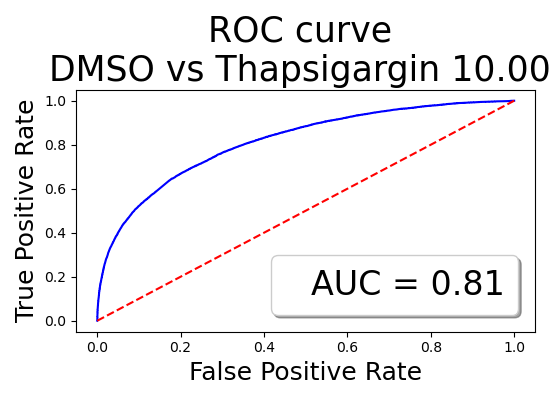 ROC curve
DMSO vs Thapsigargin 10.00
True Positive Rate
1.0
0.8
0.6
0.4
0.2
0.0
AUC = 0.81
0.0 0.2 0.4 0.6 0.8 1.0
False Positive Rate